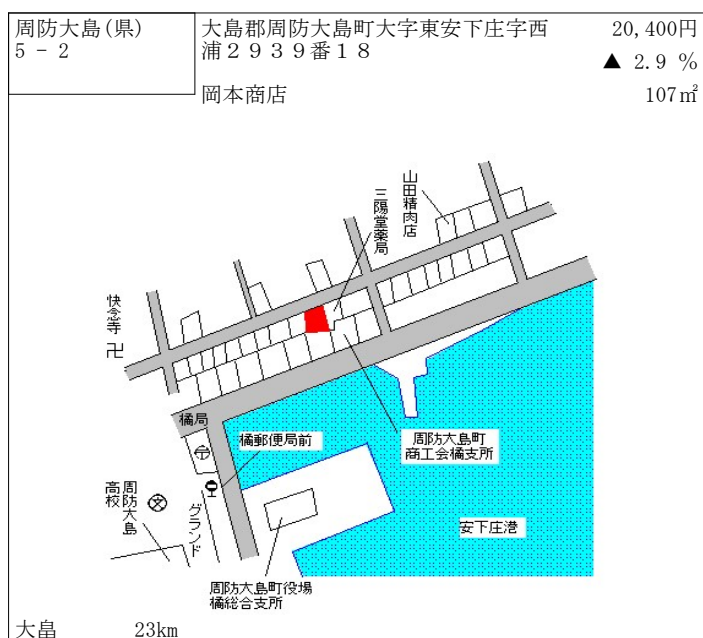 周防大島(県)
5 - 2
大島郡周防大島町大字東安下庄字西
浦２９３９番１８
岡本商店
20,400円
▲ 2.9 %
107㎡
山田精肉店
三陽堂薬局
快念寺
卍
橘局
橘郵便局前
周防大島町
商工会橘支所
周防大島
高校
グランド
安下庄港
周防大島町役場
橘総合支所
大畠 23km